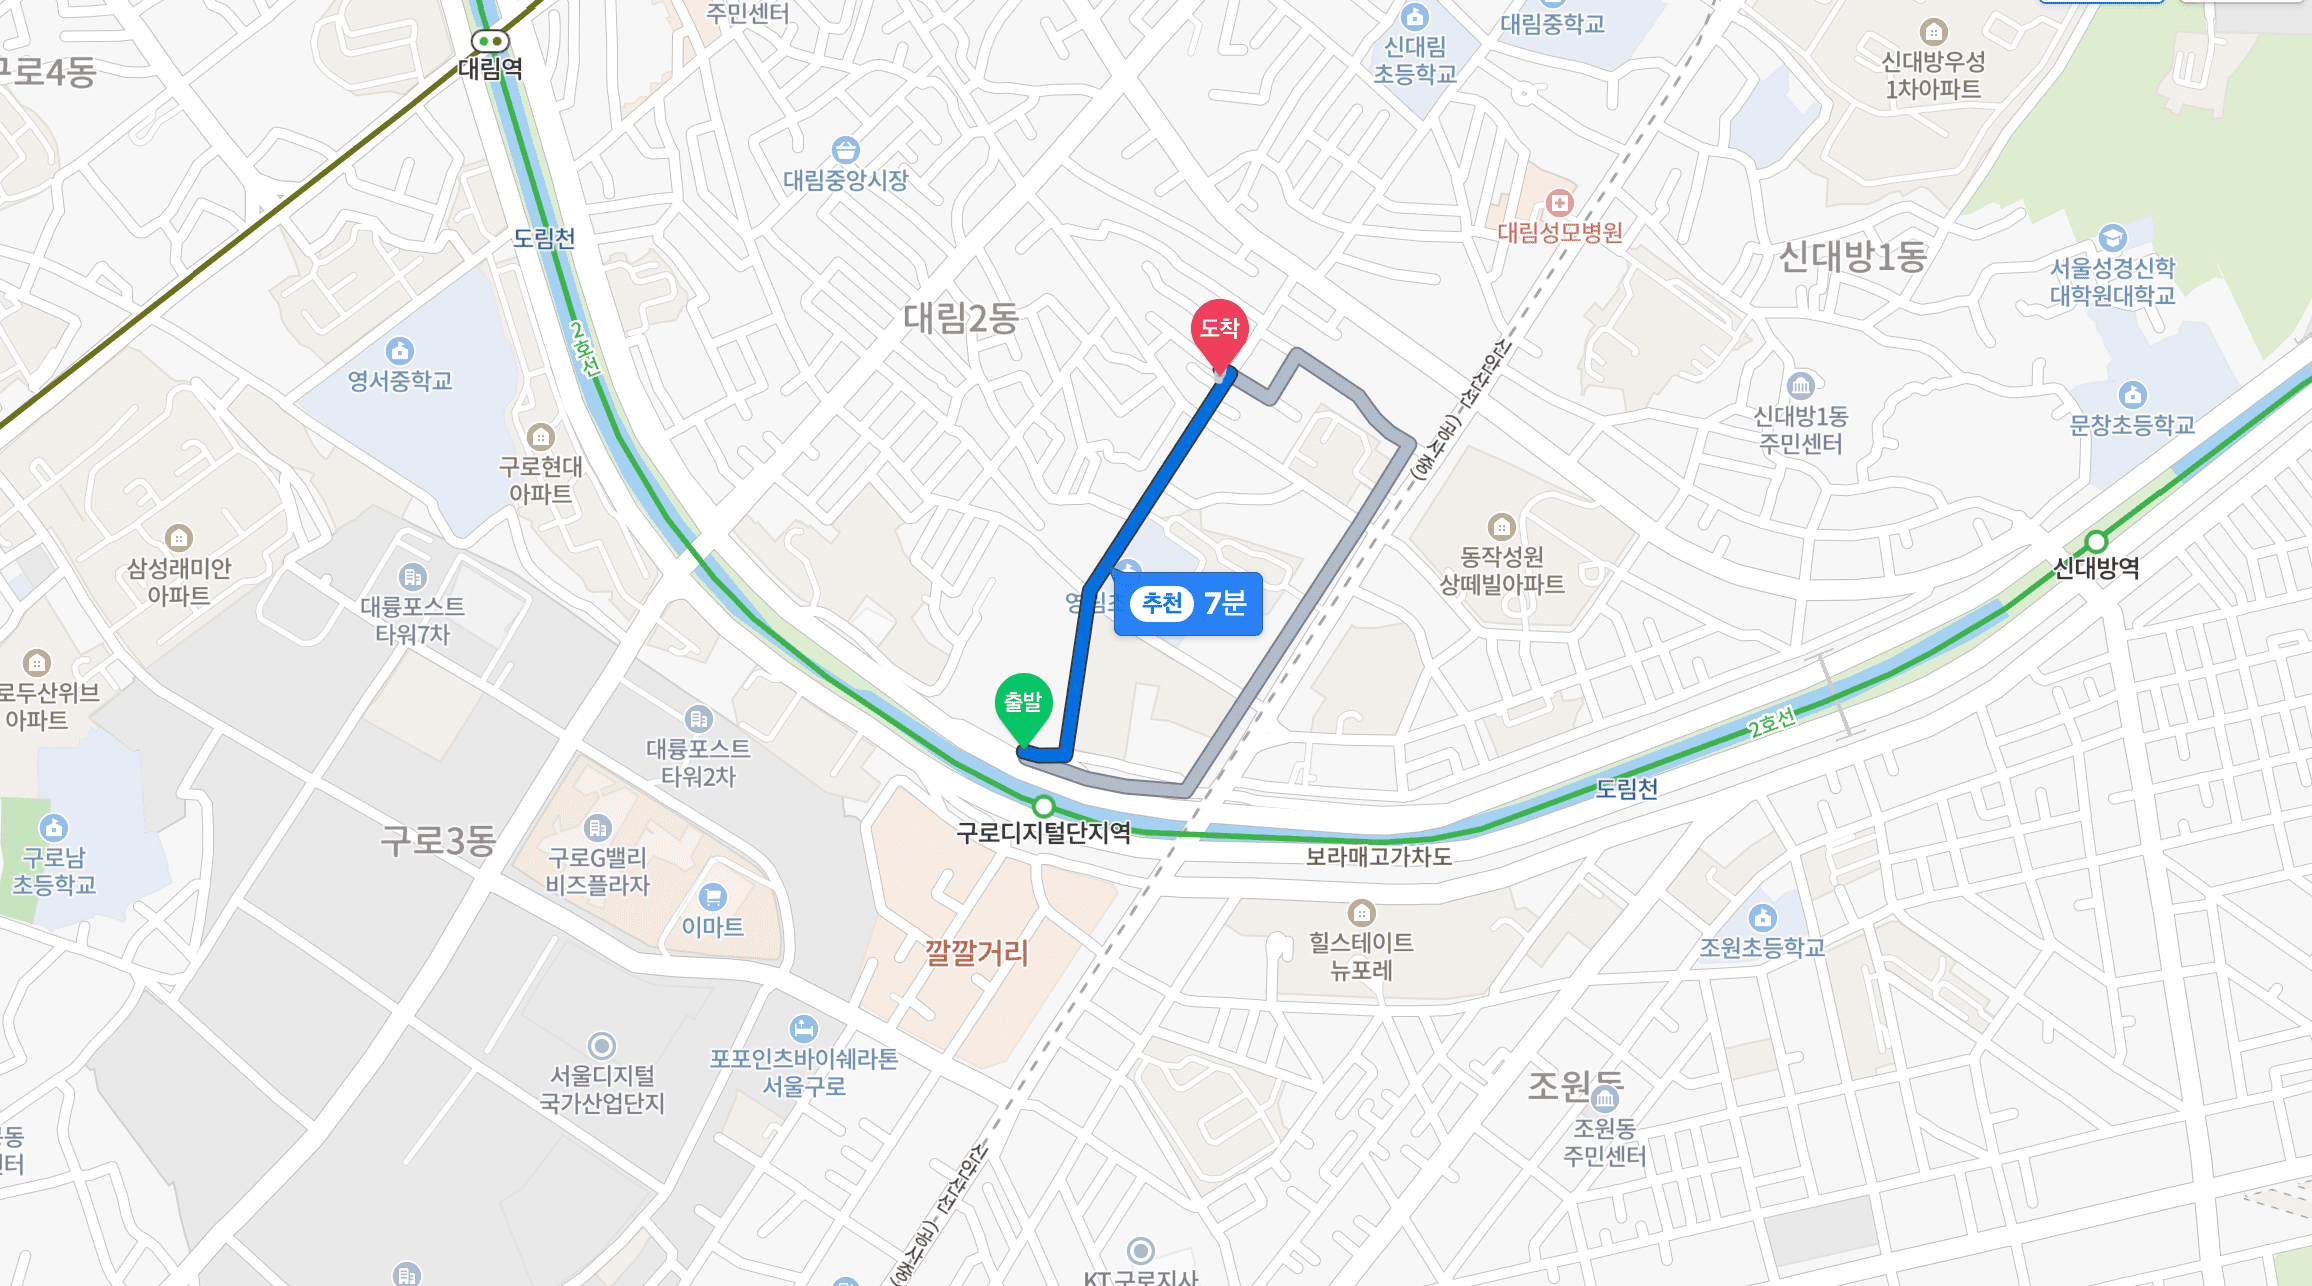 주민센터
대림중학교
신대림
초등학교
신대방우성
1차아파트
구로4동
대림역
대림중앙시장
대림성모병원
도림천
신대방1동
서울성경신학
대학원대학교
대림2동
도착
2호선
영서중학교
신안산선 (공사중)
신대방1동
주민센터
문창초등학교
구로현대
아파트
삼성래미안
아파트
동작성원
상떼빌아파트
신대방역
대륭포스트
타워7차
추천 7분
로두산위브
아파트
출발
대륭포스트
타워2차
2호선
도림천
구로디지털단지역
보라매고가차도
구로3동
구로남
초등학교
구로G밸리
비즈플라자
이마트
깔깔거리
힐스테이트
뉴포레
조원초등학교
포포인츠바이쉐라톤
서울구로
서울디지털
국가산업단지
조원동
조원동
주민센터
동
센터
신안산선 (공사중)
KT구로지사